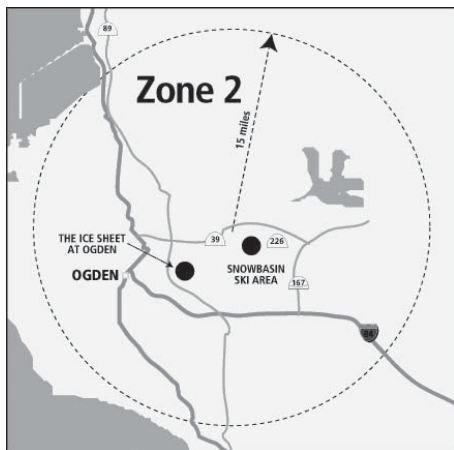 89
Zone 2
15 miles
THE ICE SHEET
AT OGDEN
39
226
OGDEN
SNOWBASIN
SKI AREA
167
84